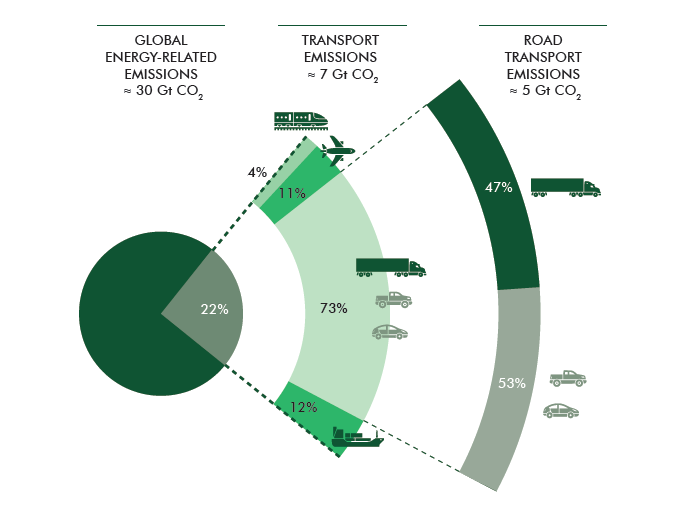 GLOBAL
ENERGY-RELATED
EMISSIONS
≈ 30 Gt CO2
TRANSPORT
EMISSIONS
≈ 7 Gt CO2
ROAD
TRANSPORT
EMISSIONS
≈ 5 Gt CO2
4%
11%
47%
22%
73%
53%
12%